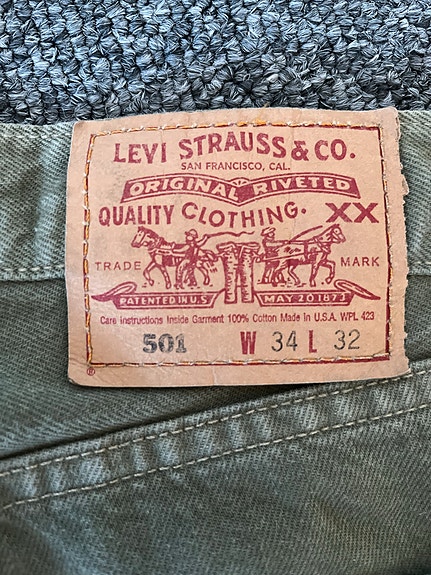 LEVI STRAUSS & CO.
SAN FRANCISCO, CAL.
ORIGINAL RIVETED
QUALITY CLOTHING. XX
TRADE MARK
PATENTED IN U.S. MAY 20 1873
Care Instructions Inside Garment 100% Cotton Made in U.S.A. WPL 423
501 W 34 L 32
®